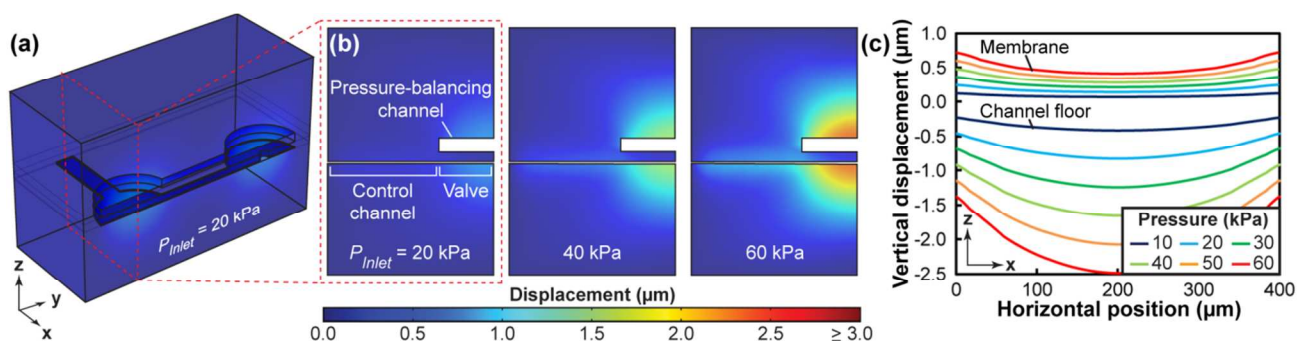 (a)
P_Inlet = 20 kPa
z
y
x
(b)
Pressure-balancing
channel
Control
channel
Valve
P_Inlet = 20 kPa
40 kPa
60 kPa
Displacement (µm)
0.0 0.5 1.0 1.5 2.0 2.5 ≥ 3.0
(c)
Vertical displacement (µm)
1.0
0.5
0.0
-0.5
-1.0
-1.5
-2.0
-2.5
Membrane
Channel floor
z
x
Pressure (kPa)
10 20 30
40 50 60
0 100 200 300 400
Horizontal position (µm)